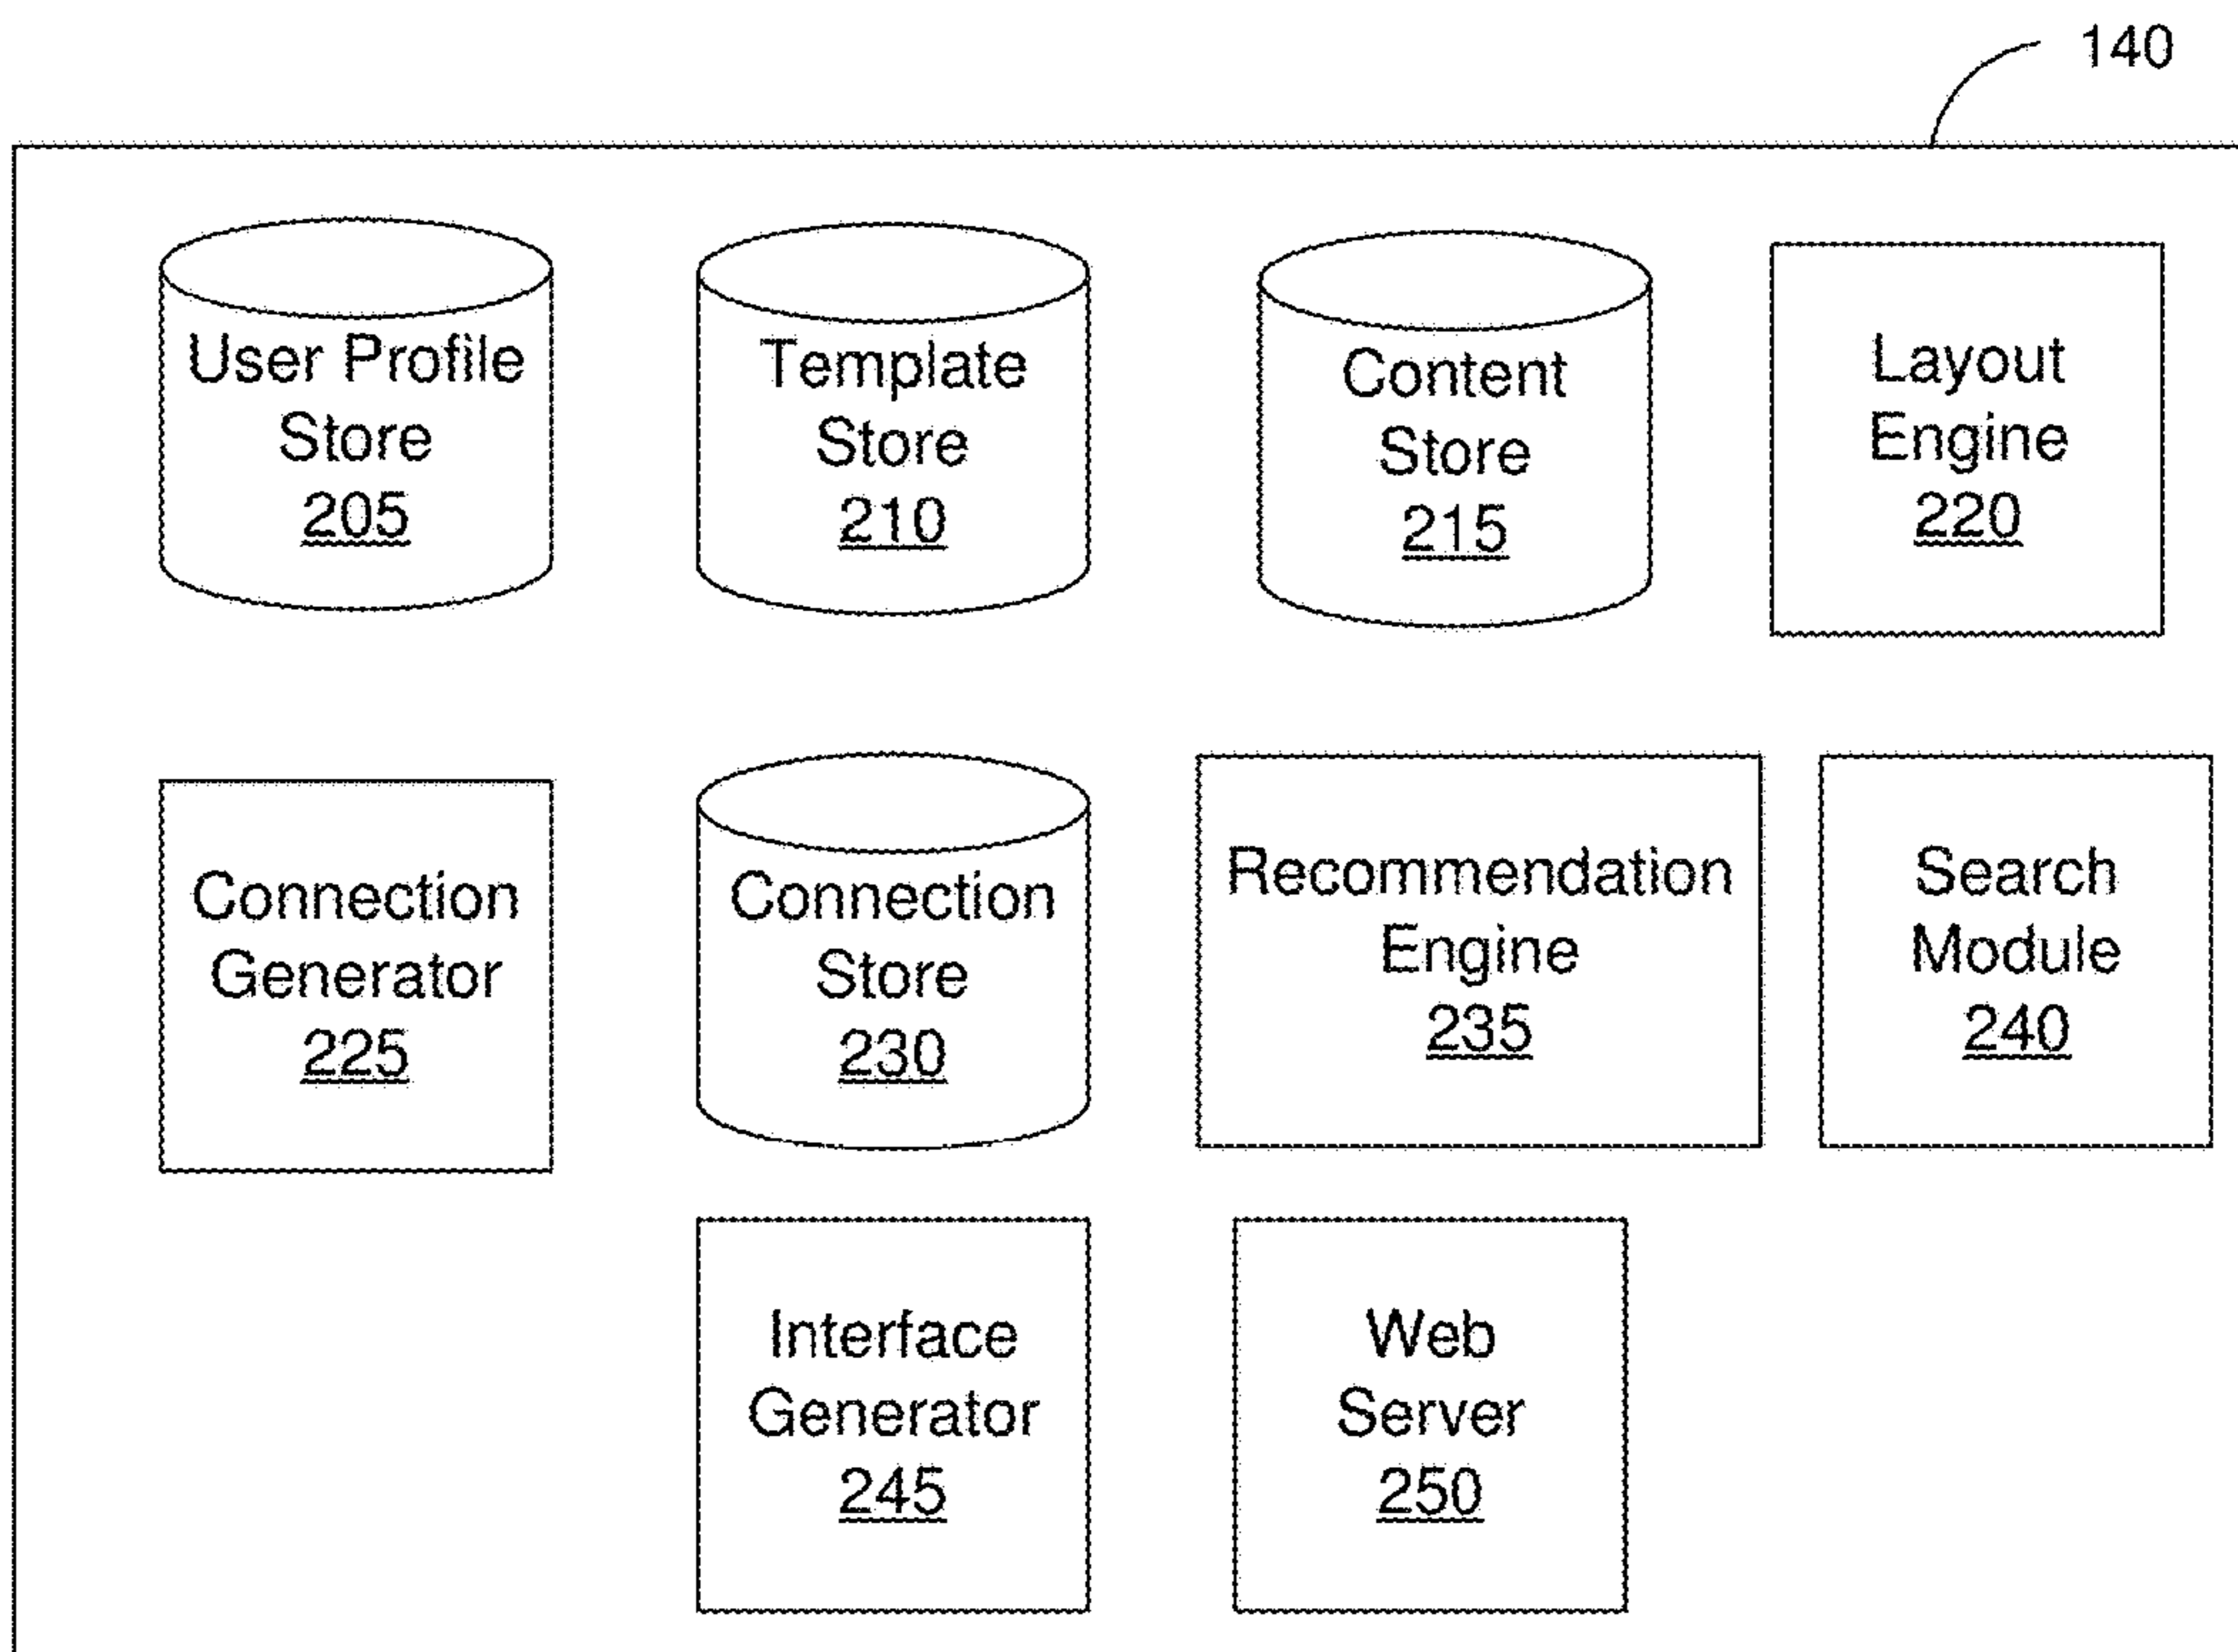 140
User Profile
Store
205
Template
Store
210
Content
Store
215
Layout
Engine
220
Connection
Generator
225
Connection
Store
230
Recommendation
Engine
235
Search
Module
240
Interface
Generator
245
Web
Server
250